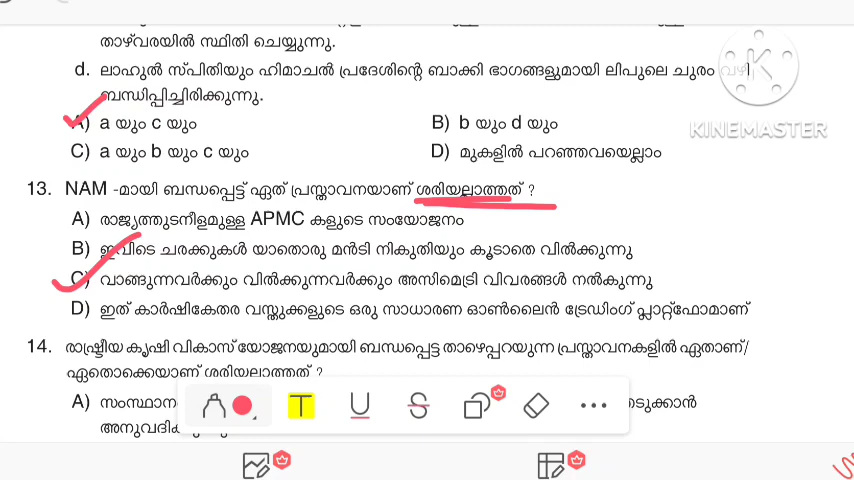 താഴ്‌വരയിൽ സ്ഥിതി ചെയ്യുന്നു.
d. ലാഹുൽ സ്പിതിയും ഹിമാചൽ പ്രദേശിന്റെ ബാക്കി ഭാഗങ്ങളുമായി ലിപുലെ ചുരം വഴി
ബന്ധിപ്പിച്ചിരിക്കുന്നു.
A) a യും c യും B) b യും d യും
C) a യും b യും c യും D) മുകളിൽ പറഞ്ഞവയെല്ലാം
KINEMASTER
13. NAM -മായി ബന്ധപ്പെട്ട് ഏത് പ്രസ്താവനയാണ് ശരിയല്ലാത്തത് ?
A) രാജ്യത്തുടനീളമുള്ള APMC കളുടെ സംയോജനം
B) ഇവിടെ ചരക്കുകൾ യാതൊരു മൻടി നികുതിയും കൂടാതെ വിൽക്കുന്നു
C) വാങ്ങുന്നവർക്കും വിൽക്കുന്നവർക്കും അസിമെട്രി വിവരങ്ങൾ നൽകുന്നു
D) ഇത് കാർഷികേതര വസ്തുക്കളുടെ ഒരു സാധാരണ ഓൺലൈൻ ട്രേഡിംഗ് പ്ലാറ്റ്ഫോമാണ്
14. രാഷ്ട്രീയ കൃഷി വികാസ് യോജനയുമായി ബന്ധപ്പെട്ട താഴെപ്പറയുന്ന പ്രസ്താവനകളിൽ ഏതാണ്/
ഏതൊക്കെയാണ് ശരിയല്ലാത്തത് ?
A)